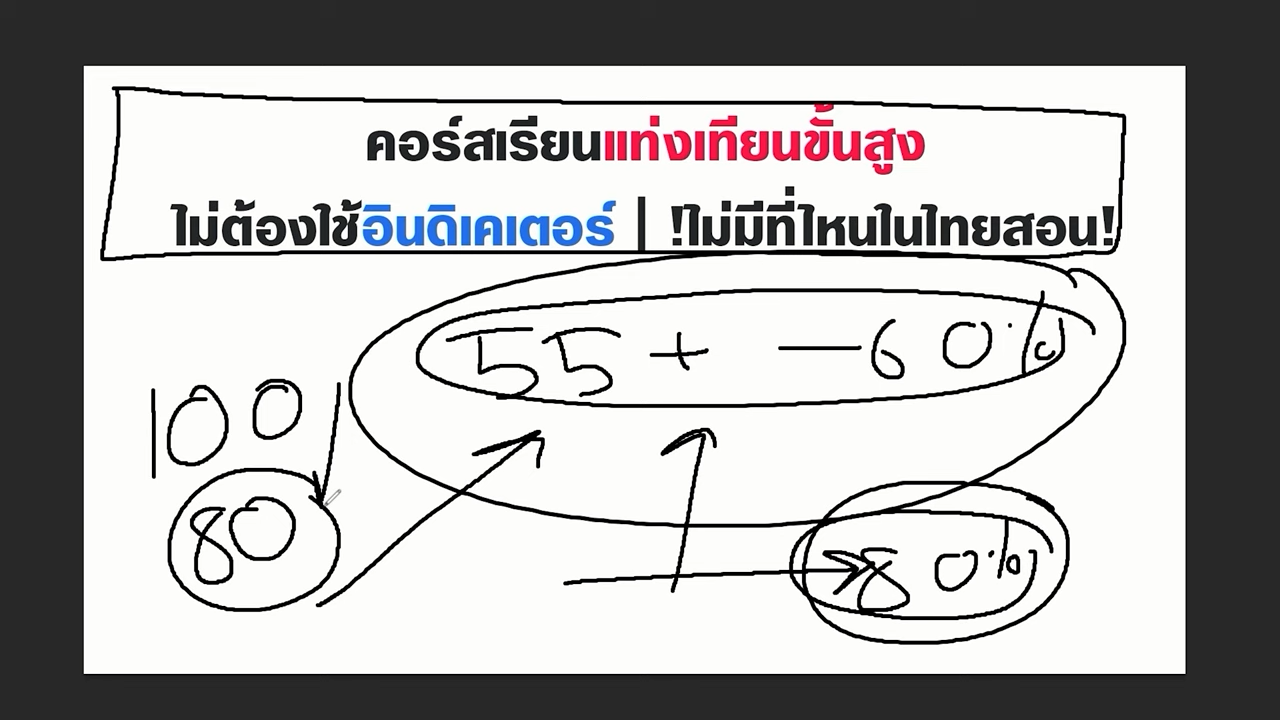 คอร์สเรียนแท่งเทียนขั้นสูง
ไม่ต้องใช้อินดิเคเตอร์ | !ไม่มีที่ไหนในไทยสอน!
55 + - 60%
100
80
80%